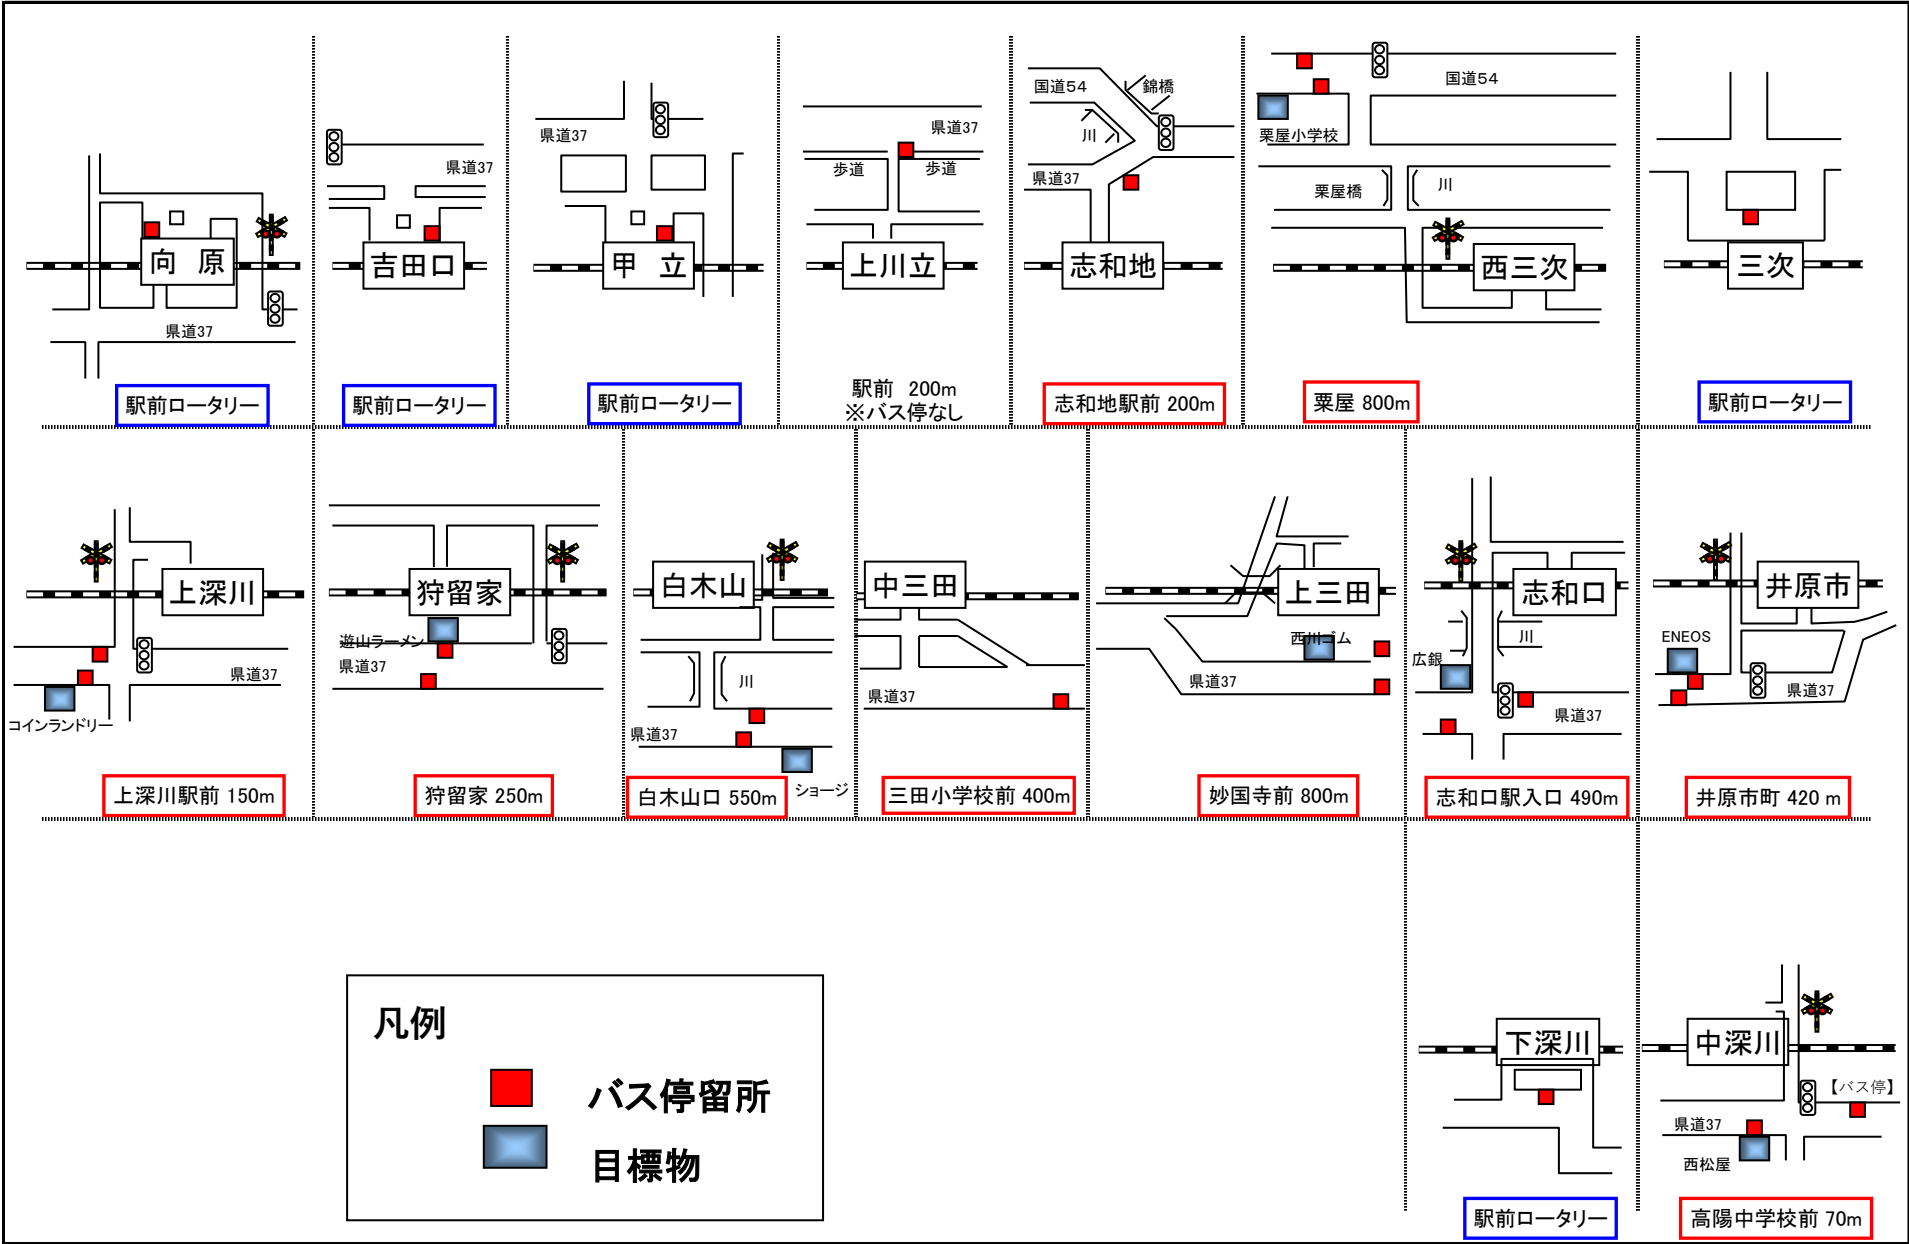 国道54
錦橋
国道54
県道37
県道37
川
栗屋小学校
県道37
歩道
歩道
県道37
栗屋橋
川
向原
吉田口
甲立
上川立
志和地
西三次
三次
県道37
駅前ロータリー
駅前ロータリー
駅前ロータリー
駅前 200m
※バス停なし
志和地駅前 200m
粟屋 800m
駅前ロータリー
上深川
狩留家
白木山
中三田
上三田
志和口
井原市
遊山ラーメン
県道37
県道37
コインランドリー
川
県道37
ショージ
県道37
西川ゴム
県道37
川
広銀
県道37
ENEOS
県道37
上深川駅前 150m
狩留家 250m
白木山口 550m
三田小学校前 400m
妙国寺前 800m
志和口駅入口 490m
井原市町 420 m
凡例
バス停留所
目標物
下深川
中深川
【バス停】
県道37
西松屋
駅前ロータリー
高陽中学校前 70m